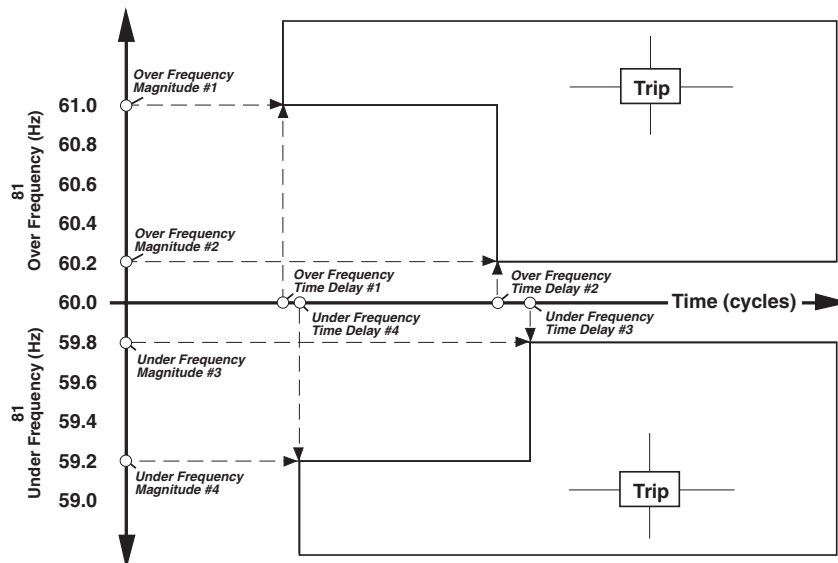 Over Frequency
Magnitude #1
Trip
61.0
60.8
60.6
60.4
60.2
60.0
59.8
59.6
59.4
59.2
59.0
81
Over Frequency (Hz)
81
Under Frequency (Hz)
Over Frequency
Magnitude #2
Over Frequency
Time Delay #1
Over Frequency
Time Delay #2
Time (cycles)
Under Frequency
Time Delay #4
Under Frequency
Time Delay #3
Under Frequency
Magnitude #3
Under Frequency
Magnitude #4
Trip